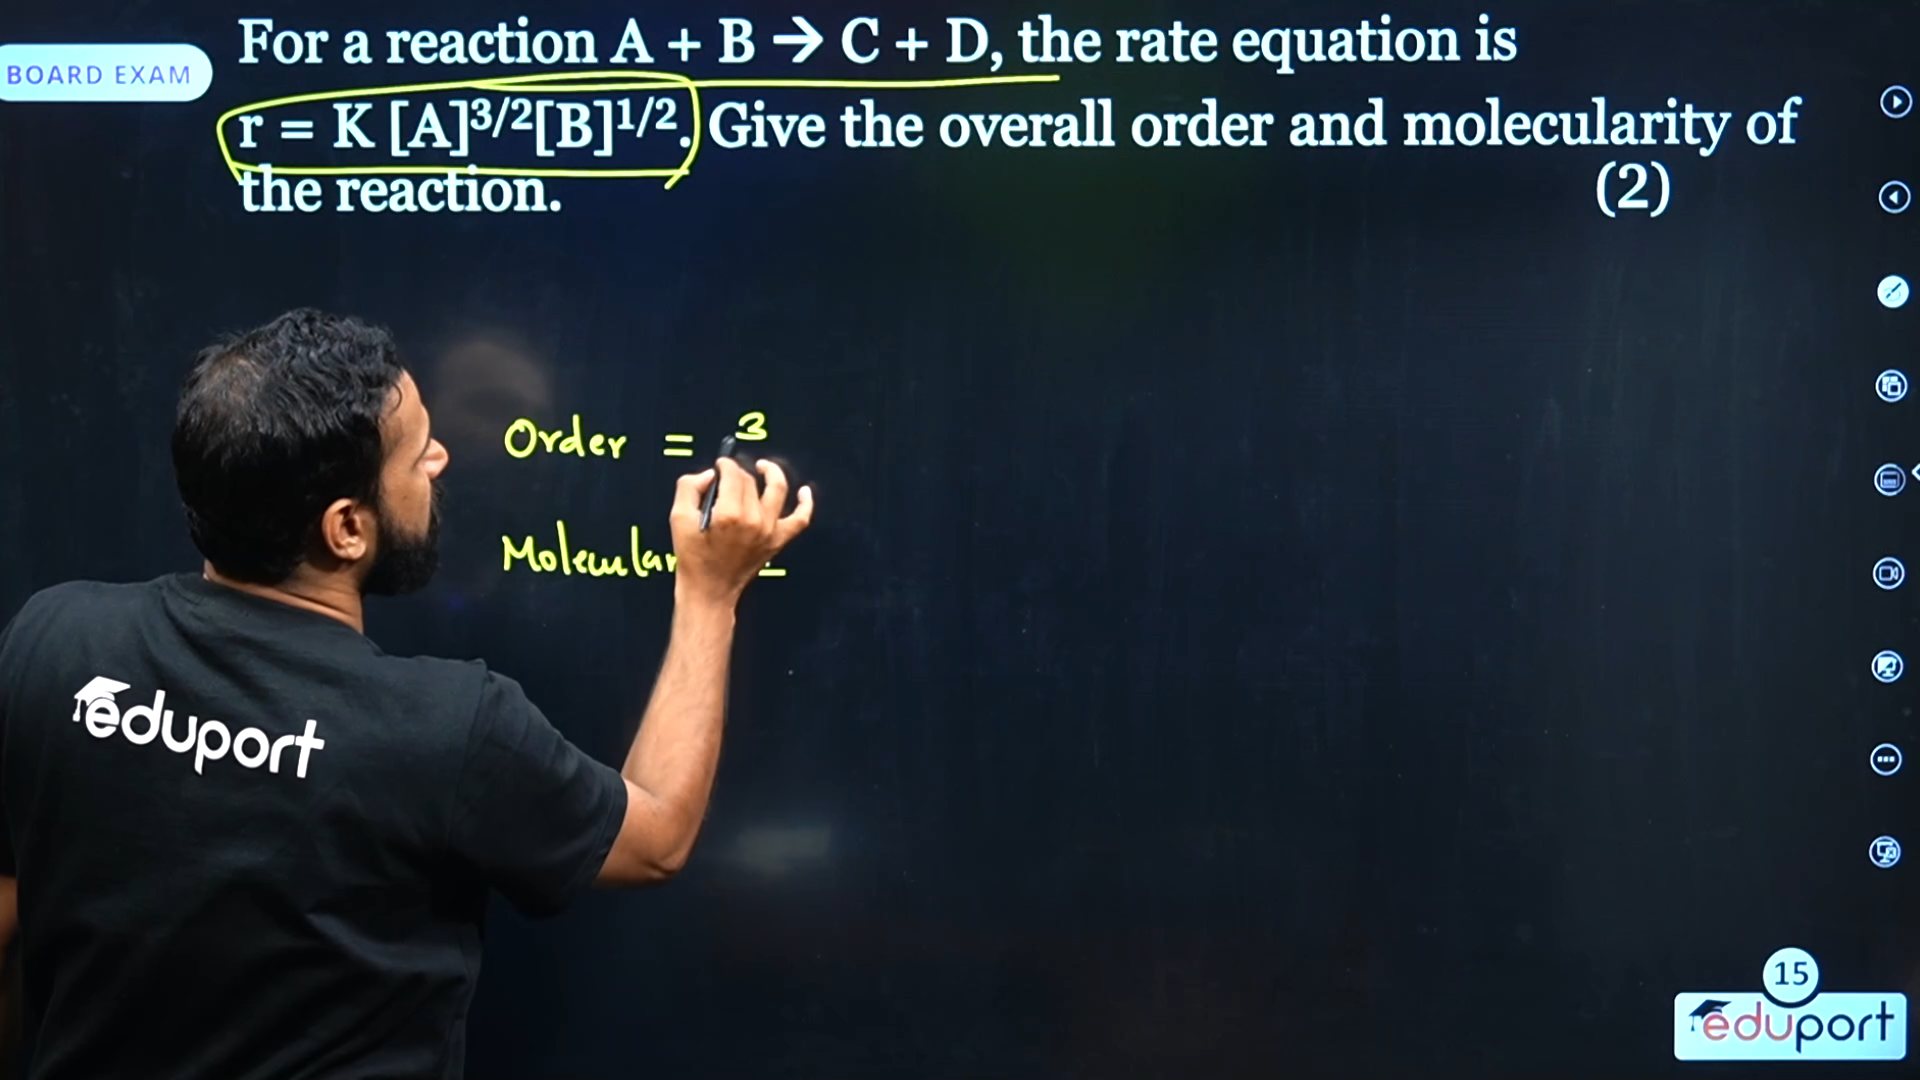 BOARD EXAM
For a reaction A + B → C + D, the rate equation is
r = K [A]3/2[B]1/2. Give the overall order and molecularity of
the reaction. (2)
Order = 3
eduport
15
eduport